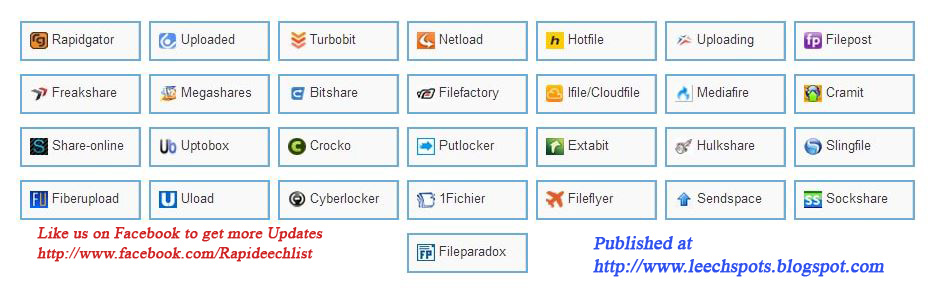 Rapidgator
Uploaded
Turbobit
Netload
Hotfile
Uploading
Filepost
Freakshare
Megashares
Bitshare
Filefactory
Ifile/Cloudfile
Mediafire
Cramit
Share-online
Uptobox
Crocko
Putlocker
Extabit
Hulkshare
Slingfile
Fiberupload
Uload
Cyberlocker
1Fichier
Fileflyer
Sendspace
Sockshare
Like us on Facebook to get more Updates
http://www.facebook.com/Rapideechlist
Fileparadox
Published at
http://www.leechspots.blogspot.com